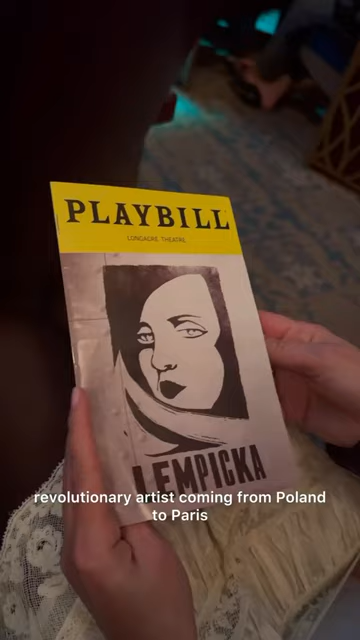 PLAYBILL
LONGACRE THEATRE
LEMPICKA
revolutionary artist coming from Poland
to Paris